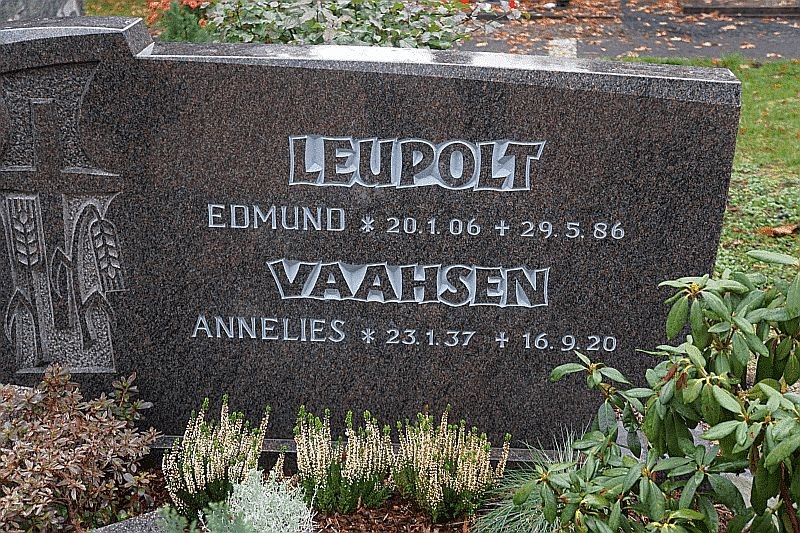 LEUPOLT
EDMUND * 20.1.06 + 29.5.86
VAAHSEN
ANNELIES * 23.1.37 + 16.9.20